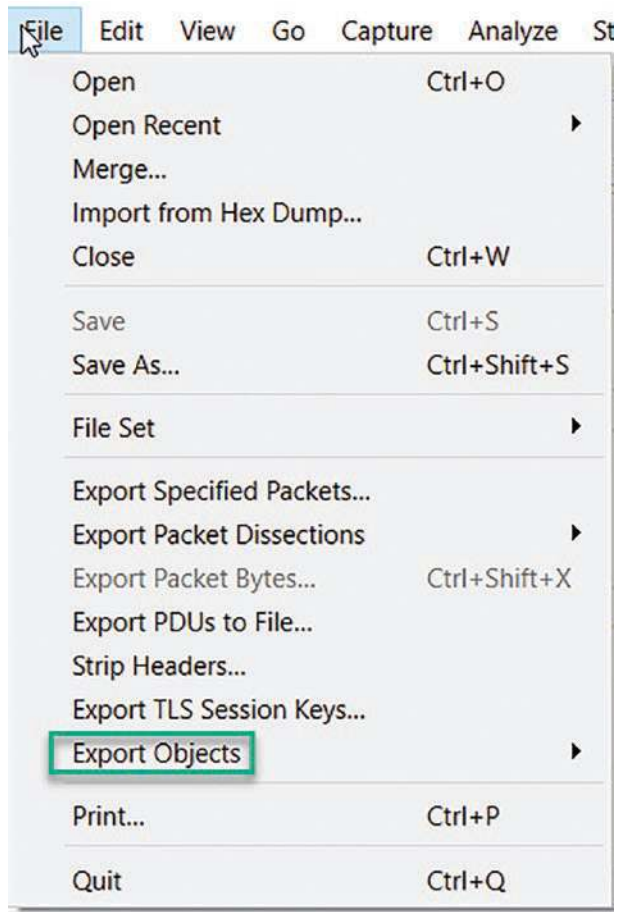 File Edit View Go Capture Analyze St
Open Ctrl+O
Open Recent
Merge...
Import from Hex Dump...
Close Ctrl+W
Save Ctrl+S
Save As... Ctrl+Shift+S
File Set
Export Specified Packets...
Export Packet Dissections
Export Packet Bytes... Ctrl+Shift+X
Export PDUs to File...
Strip Headers...
Export TLS Session Keys...
Export Objects
Print... Ctrl+P
Quit Ctrl+Q